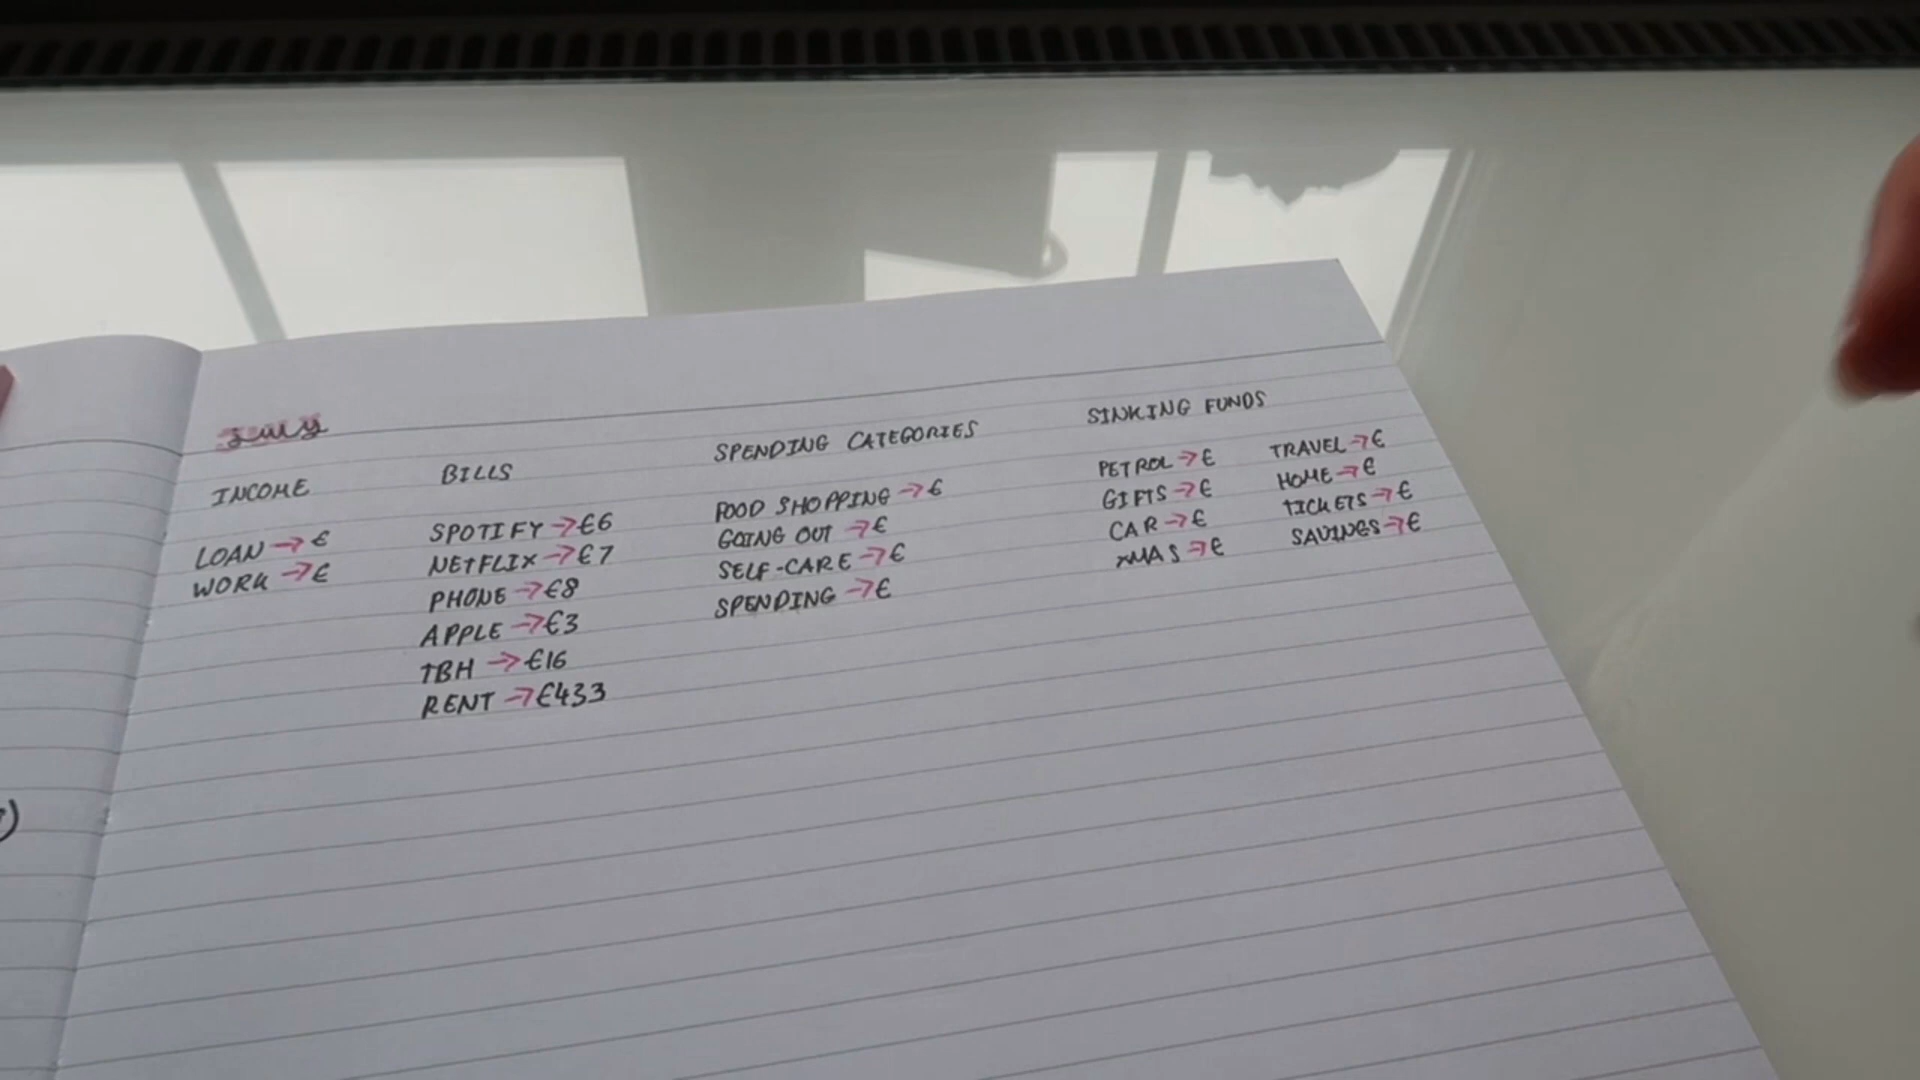 July
INCOME
LOAN → €
WORK → €
BILLS
SPOTIFY → €6
NETFLIX → €7
PHONE → €8
APPLE → €3
TBH → €16
RENT → €433
SPENDING CATEGORIES
FOOD SHOPPING → €
GOING OUT → €
SELF-CARE → €
SPENDING → €
SINKING FUNDS
PETROL → €
GIFTS → €
CAR → €
XMAS → €
TRAVEL → €
HOME → €
TICKETS → €
SAVINGS → €
)